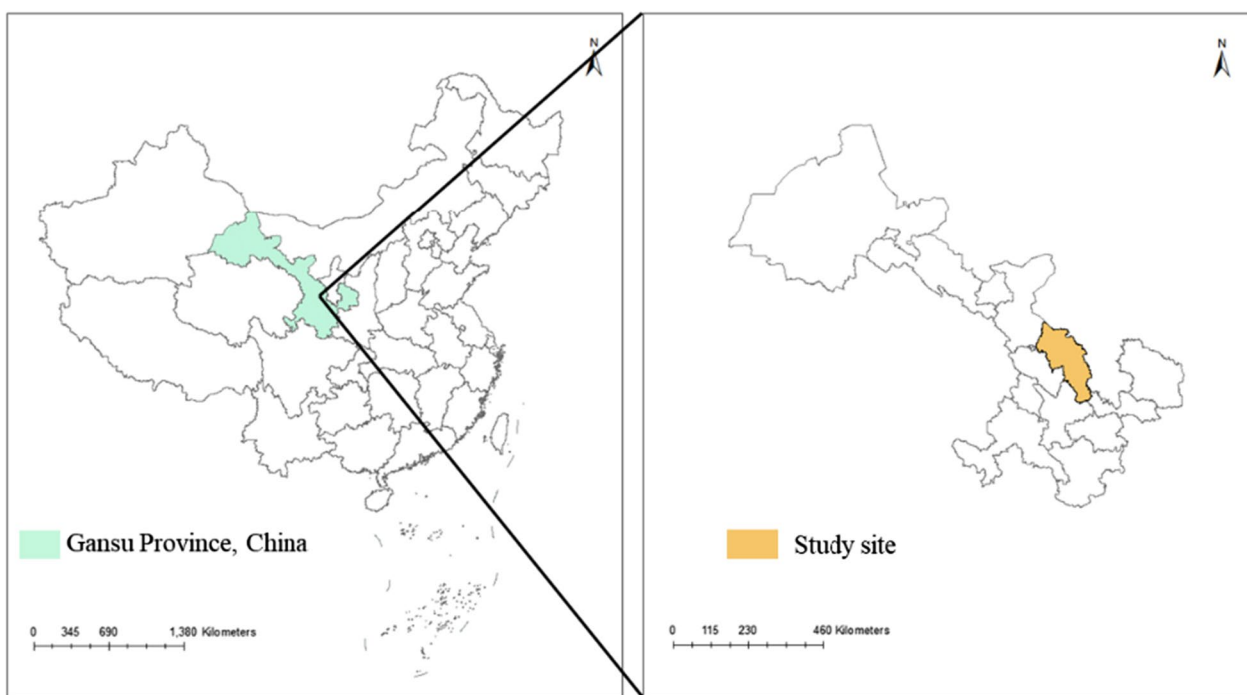 N
Gansu Province, China
0 345 690 1,380 Kilometers
N
Study site
0 115 230 460 Kilometers